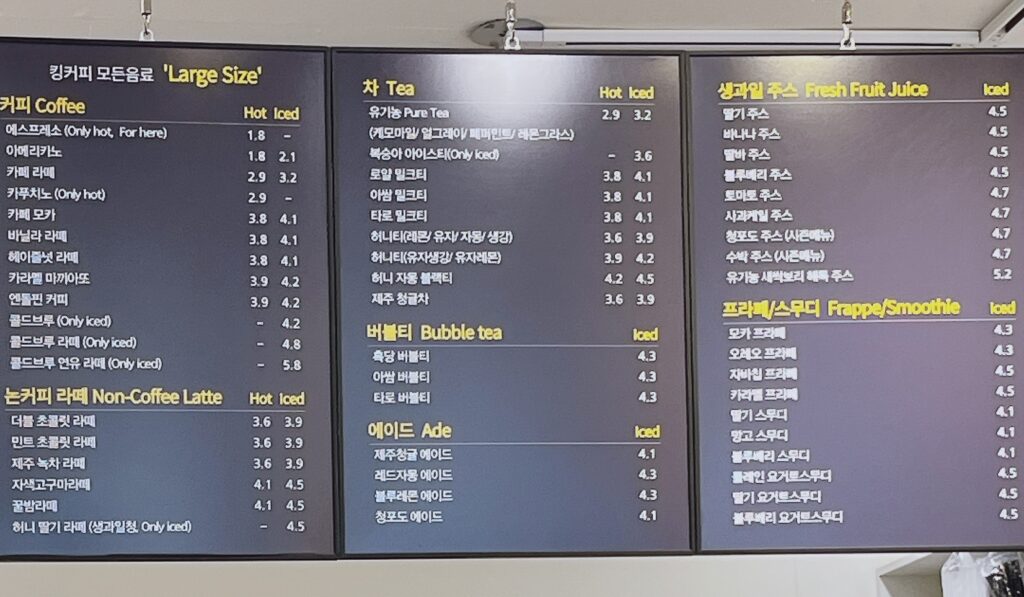 킹커피 모든음료 'Large Size'
커피 Coffee Hot Iced
에스프레소 (Only hot, For here) 1.8 –
아메리카노 1.8 2.1
카페 라떼 2.9 3.2
카푸치노 (Only hot) 2.9 –
카페 모카 3.8 4.1
바닐라 라떼 3.8 4.1
헤이즐넛 라떼 3.8 4.1
카라멜 마끼아또 3.9 4.2
엔돌핀 커피 3.9 4.2
콜드브루 (Only iced) – 4.2
콜드브루 라떼 (Only iced) – 4.8
콜드브루 연유 라떼 (Only iced) – 5.8
논커피 라떼 Non-Coffee Latte Hot Iced
더블 초콜릿 라떼 3.6 3.9
민트 초콜릿 라떼 3.6 3.9
제주 녹차 라떼 3.6 3.9
자색고구마라떼 4.1 4.5
꿀밤라떼 4.1 4.5
허니 딸기 라떼 (생과일청, Only iced) – 4.5
차 Tea Hot Iced
유기농 Pure Tea 2.9 3.2
(캐모마일/ 얼그레이/ 페퍼민트/ 레몬그라스)
복숭아 아이스티(Only iced) – 3.6
로얄 밀크티 3.8 4.1
아쌈 밀크티 3.8 4.1
타로 밀크티 3.8 4.1
허니티(레몬/ 유자/ 자몽/ 생강) 3.6 3.9
허니티(유자생강/ 유자레몬) 3.9 4.2
허니 자몽 블랙티 4.2 4.5
제주 청귤차 3.6 3.9
버블티 Bubble tea Iced
흑당 버블티 4.3
아쌈 버블티 4.3
타로 버블티 4.3
에이드 Ade Iced
제주청귤 에이드 4.1
레드자몽 에이드 4.3
블루레몬 에이드 4.3
청포도 에이드 4.1
생과일 주스 Fresh Fruit Juice Iced
딸기 주스 4.5
바나나 주스 4.5
딸바 주스 4.5
블루베리 주스 4.5
토마토 주스 4.7
사과케일 주스 4.7
청포도 주스 (시즌메뉴) 4.7
수박 주스 (시즌메뉴) 4.7
유기농 새싹보리 해독 주스 5.2
프라페/스무디 Frappe/Smoothie Iced
모카 프라페 4.3
오레오 프라페 4.3
자바칩 프라페 4.5
카라멜 프라페 4.5
딸기 스무디 4.1
망고 스무디 4.1
블루베리 스무디 4.1
플레인 요거트스무디 4.5
딸기 요거트스무디 4.5
블루베리 요거트스무디 4.5